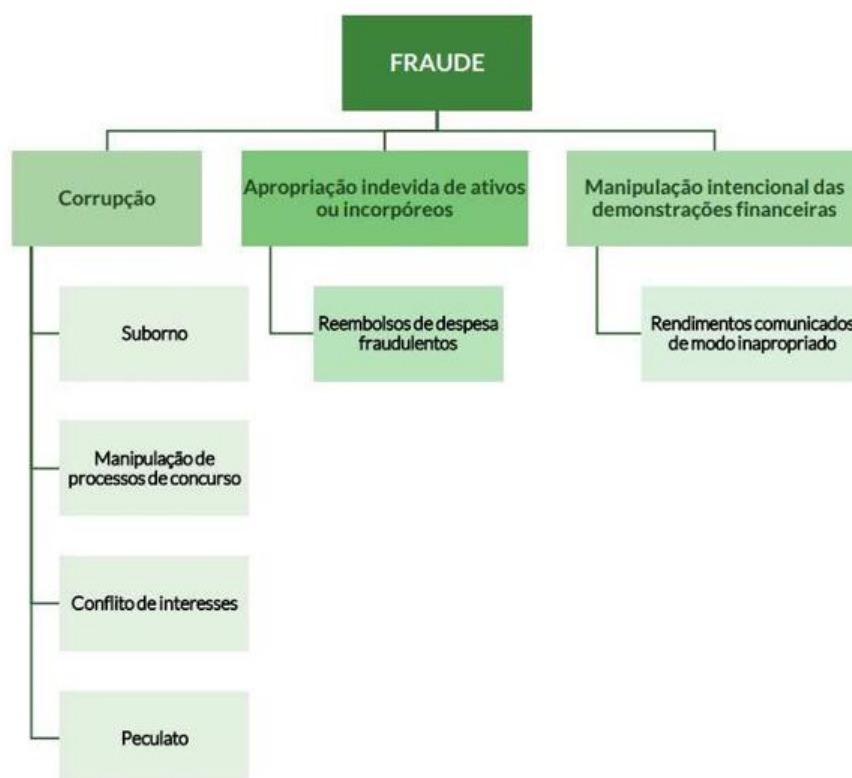 FRAUDE
Corrupção
Apropriação indevida de ativos
ou incorpóreos
Manipulação intencional das
demonstrações financeiras
Suborno
Reembolsos de despesa
fraudulentos
Rendimentos comunicados
de modo inapropriado
Manipulação de
processos de concurso
Conflito de interesses
Peculato